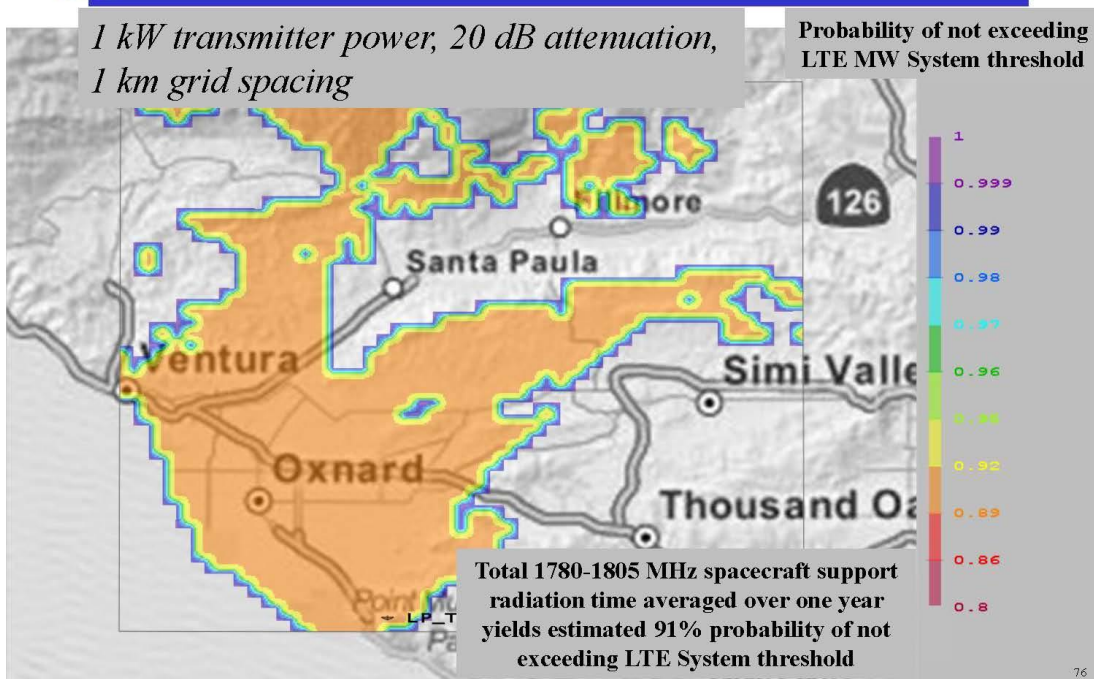 1 kW transmitter power, 20 dB attenuation,
1 km grid spacing
Probability of not exceeding
LTE MW System threshold
1
0.999
0.99
0.98
0.97
0.96
0.92
0.89
0.86
0.8
126
Fillmore
Santa Paula
Ventura
Simi Valle
Oxnard
Thousand Oa
Point Mu
LP_T
Pa
Total 1780-1805 MHz spacecraft support
radiation time averaged over one year
yields estimated 91% probability of not
exceeding LTE System threshold
76